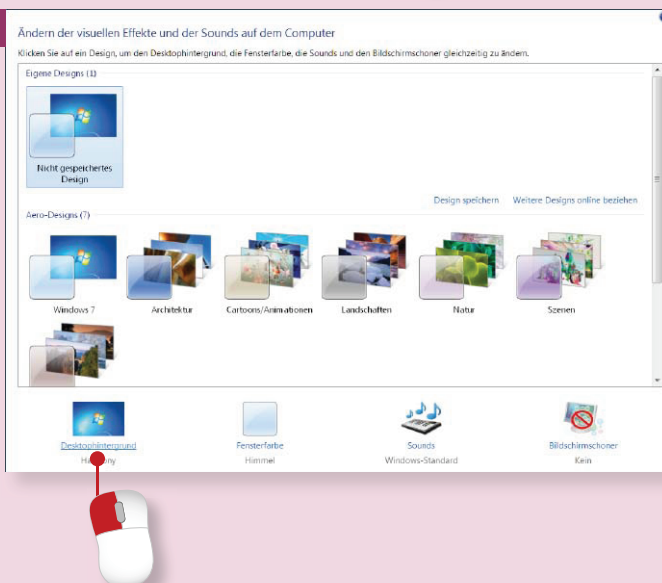 Ändern der visuellen Effekte und der Sounds auf dem Computer
Klicken Sie auf ein Design, um den Desktophintergrund, die Fensterfarbe, die Sounds und den Bildschirmschoner gleichzeitig zu ändern.
Eigene Designs (1)
Nicht gespeichertes
Design
Design speichern Weitere Designs online beziehen
Aero-Designs (7)
Windows 7 Architektur Cartoons/Animationen Landschaften Natur Szenen
Desktophintergrund Fensterfarbe Sounds Bildschirmschoner
Himmel Windows-Standard Kein